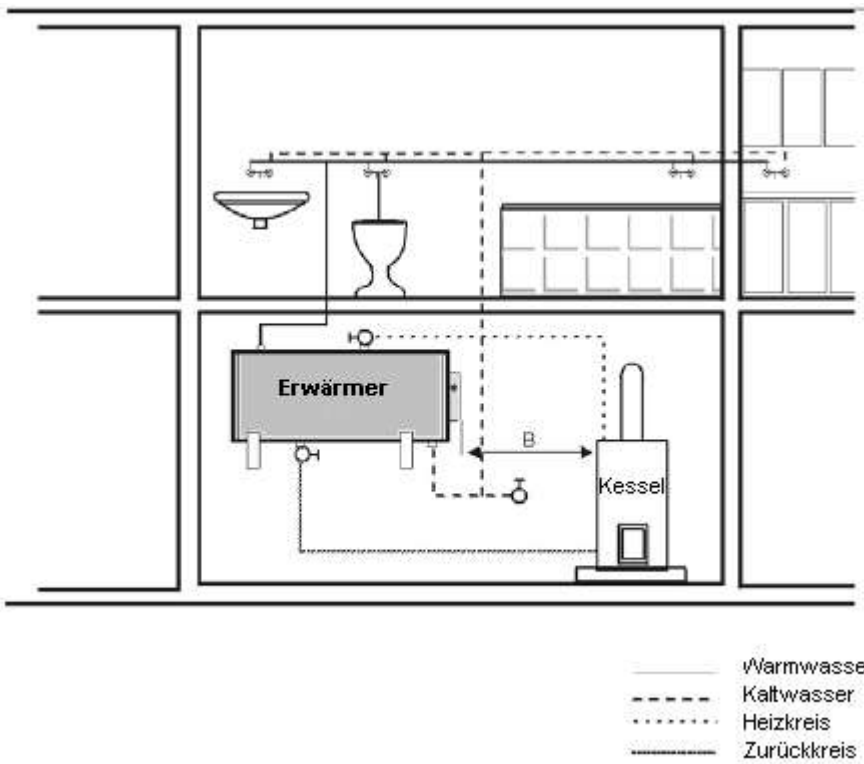 Erwärmer
B
Kessel
Warmwasse
Kaltwasser
Heizkreis
Zurückkreis